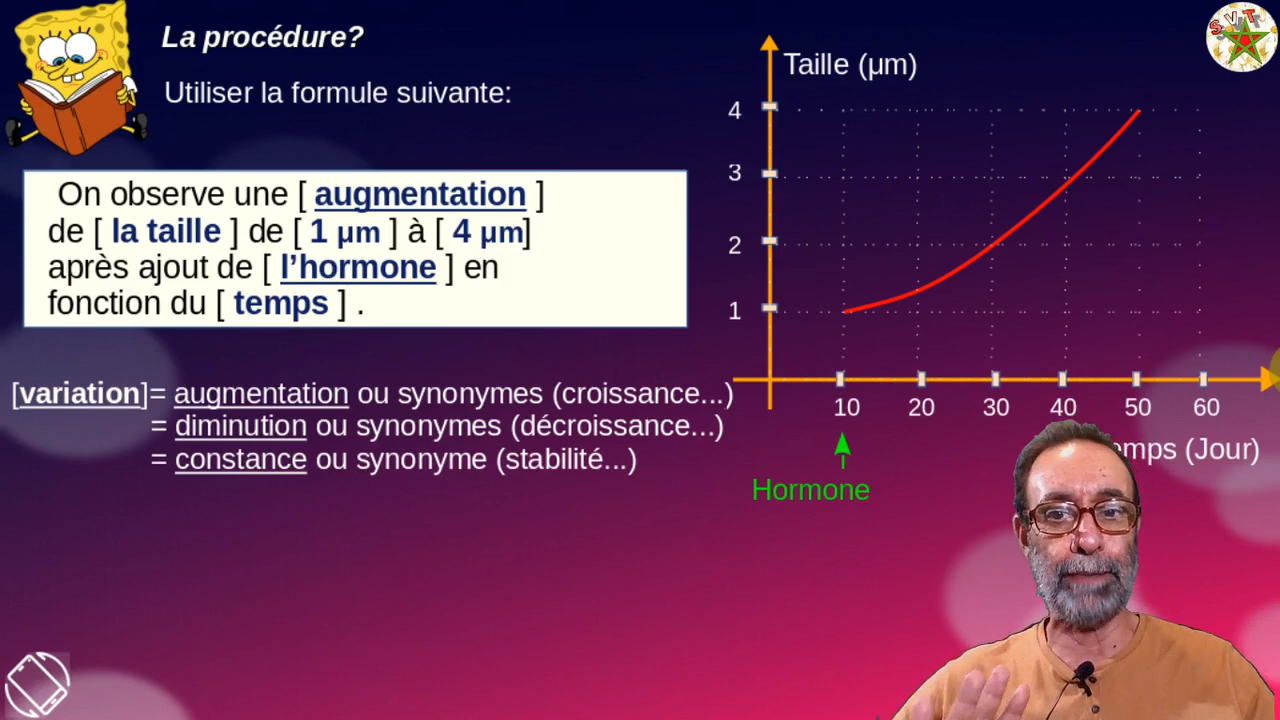 La procédure?
Utiliser la formule suivante:
On observe une [ augmentation ]
de [ la taille ] de [ 1 µm ] à [ 4 µm]
après ajout de [ l’hormone ] en
fonction du [ temps ] .
[variation]= augmentation ou synonymes (croissance...)
= diminution ou synonymes (décroissance...)
= constance ou synonyme (stabilité...)
SVT
Taille (µm)
4
3
2
1
10 20 30 40 50 60
(Jour)
Hormone